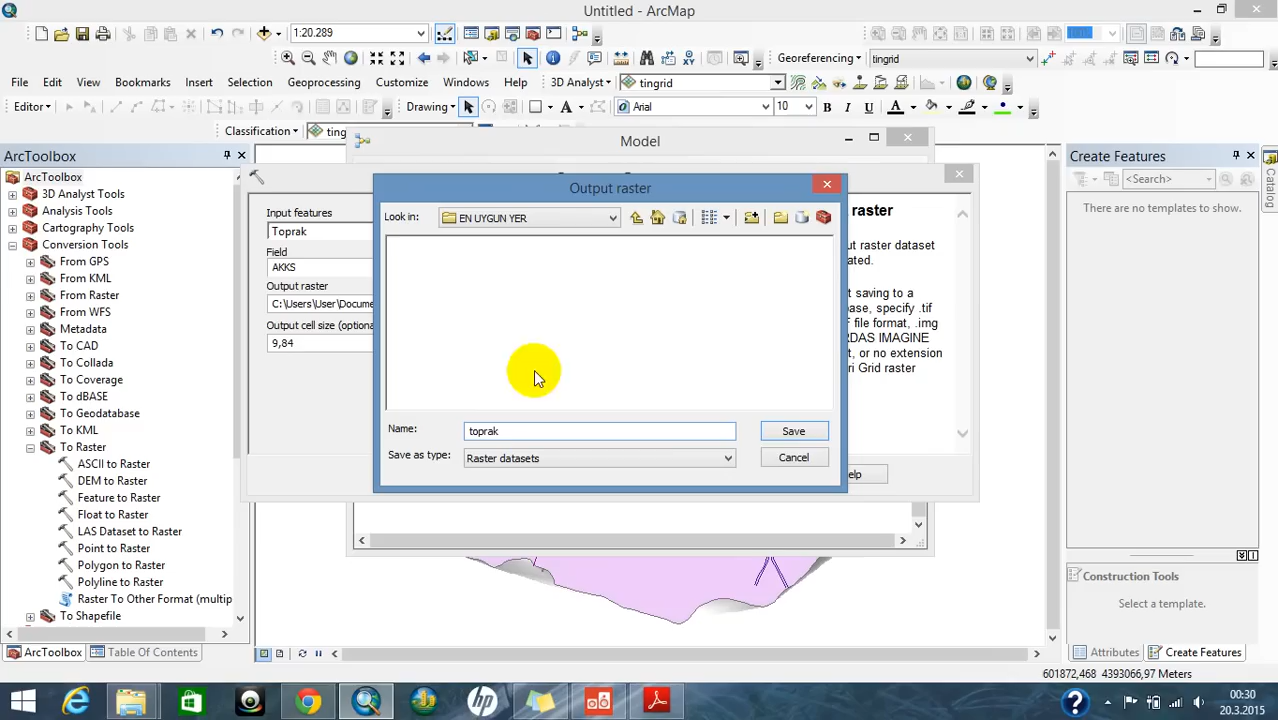 Untitled - ArcMap
1:20.289
100%
Georeferencing
tingrid
File Edit View Bookmarks Insert Selection Geoprocessing Customize Windows Help
3D Analyst
tingrid
Editor
Drawing
Arial
10
B I U A
Classification
ArcToolbox
ArcToolbox
3D Analyst Tools
Analysis Tools
Cartography Tools
Conversion Tools
From GPS
From KML
From Raster
From WFS
Metadata
To CAD
To Collada
To Coverage
To dBASE
To Geodatabase
To KML
To Raster
ASCII to Raster
DEM to Raster
Feature to Raster
Float to Raster
LAS Dataset to Raster
Point to Raster
Polygon to Raster
Polyline to Raster
Raster To Other Format (multip
To Shapefile
ArcToolbox
Table Of Contents
Model
Input features
Toprak
Field
AKKS
Output raster
C:\Users\User\Docume
Output cell size (optiona
9,84
Output raster
Look in:
EN UYGUN YER
Name:
toprak
Save
Save as type:
Raster datasets
Cancel
raster
ut raster dataset
ated.
t saving to a
base, specify .tif
F file format, .img
RDAS IMAGINE
t, or no extension
ri Grid raster
elp
Create Features
<Search>
There are no templates to show.
Construction Tools
Select a template.
Attributes
Create Features
Catalog
601872,468 4393066,97 Meters
00:30
20.3.2015